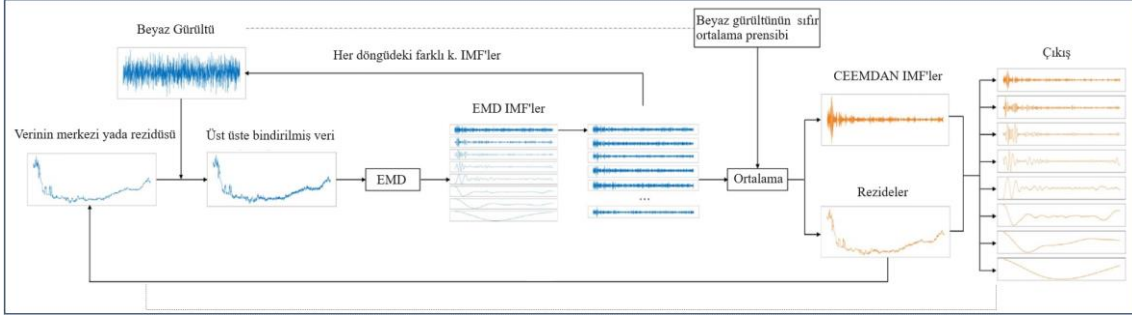 Beyaz Gürültü
Beyaz gürültünün sıfır
ortalama prensibi
Her döngüdeki farklı k. IMF'ler
Çıkış
CEEMDAN IMF'ler
EMD IMF'ler
Verinin merkezi yada rezidüsü
Üst üste bindirilmiş veri
EMD
Ortalama
Rezideler
...